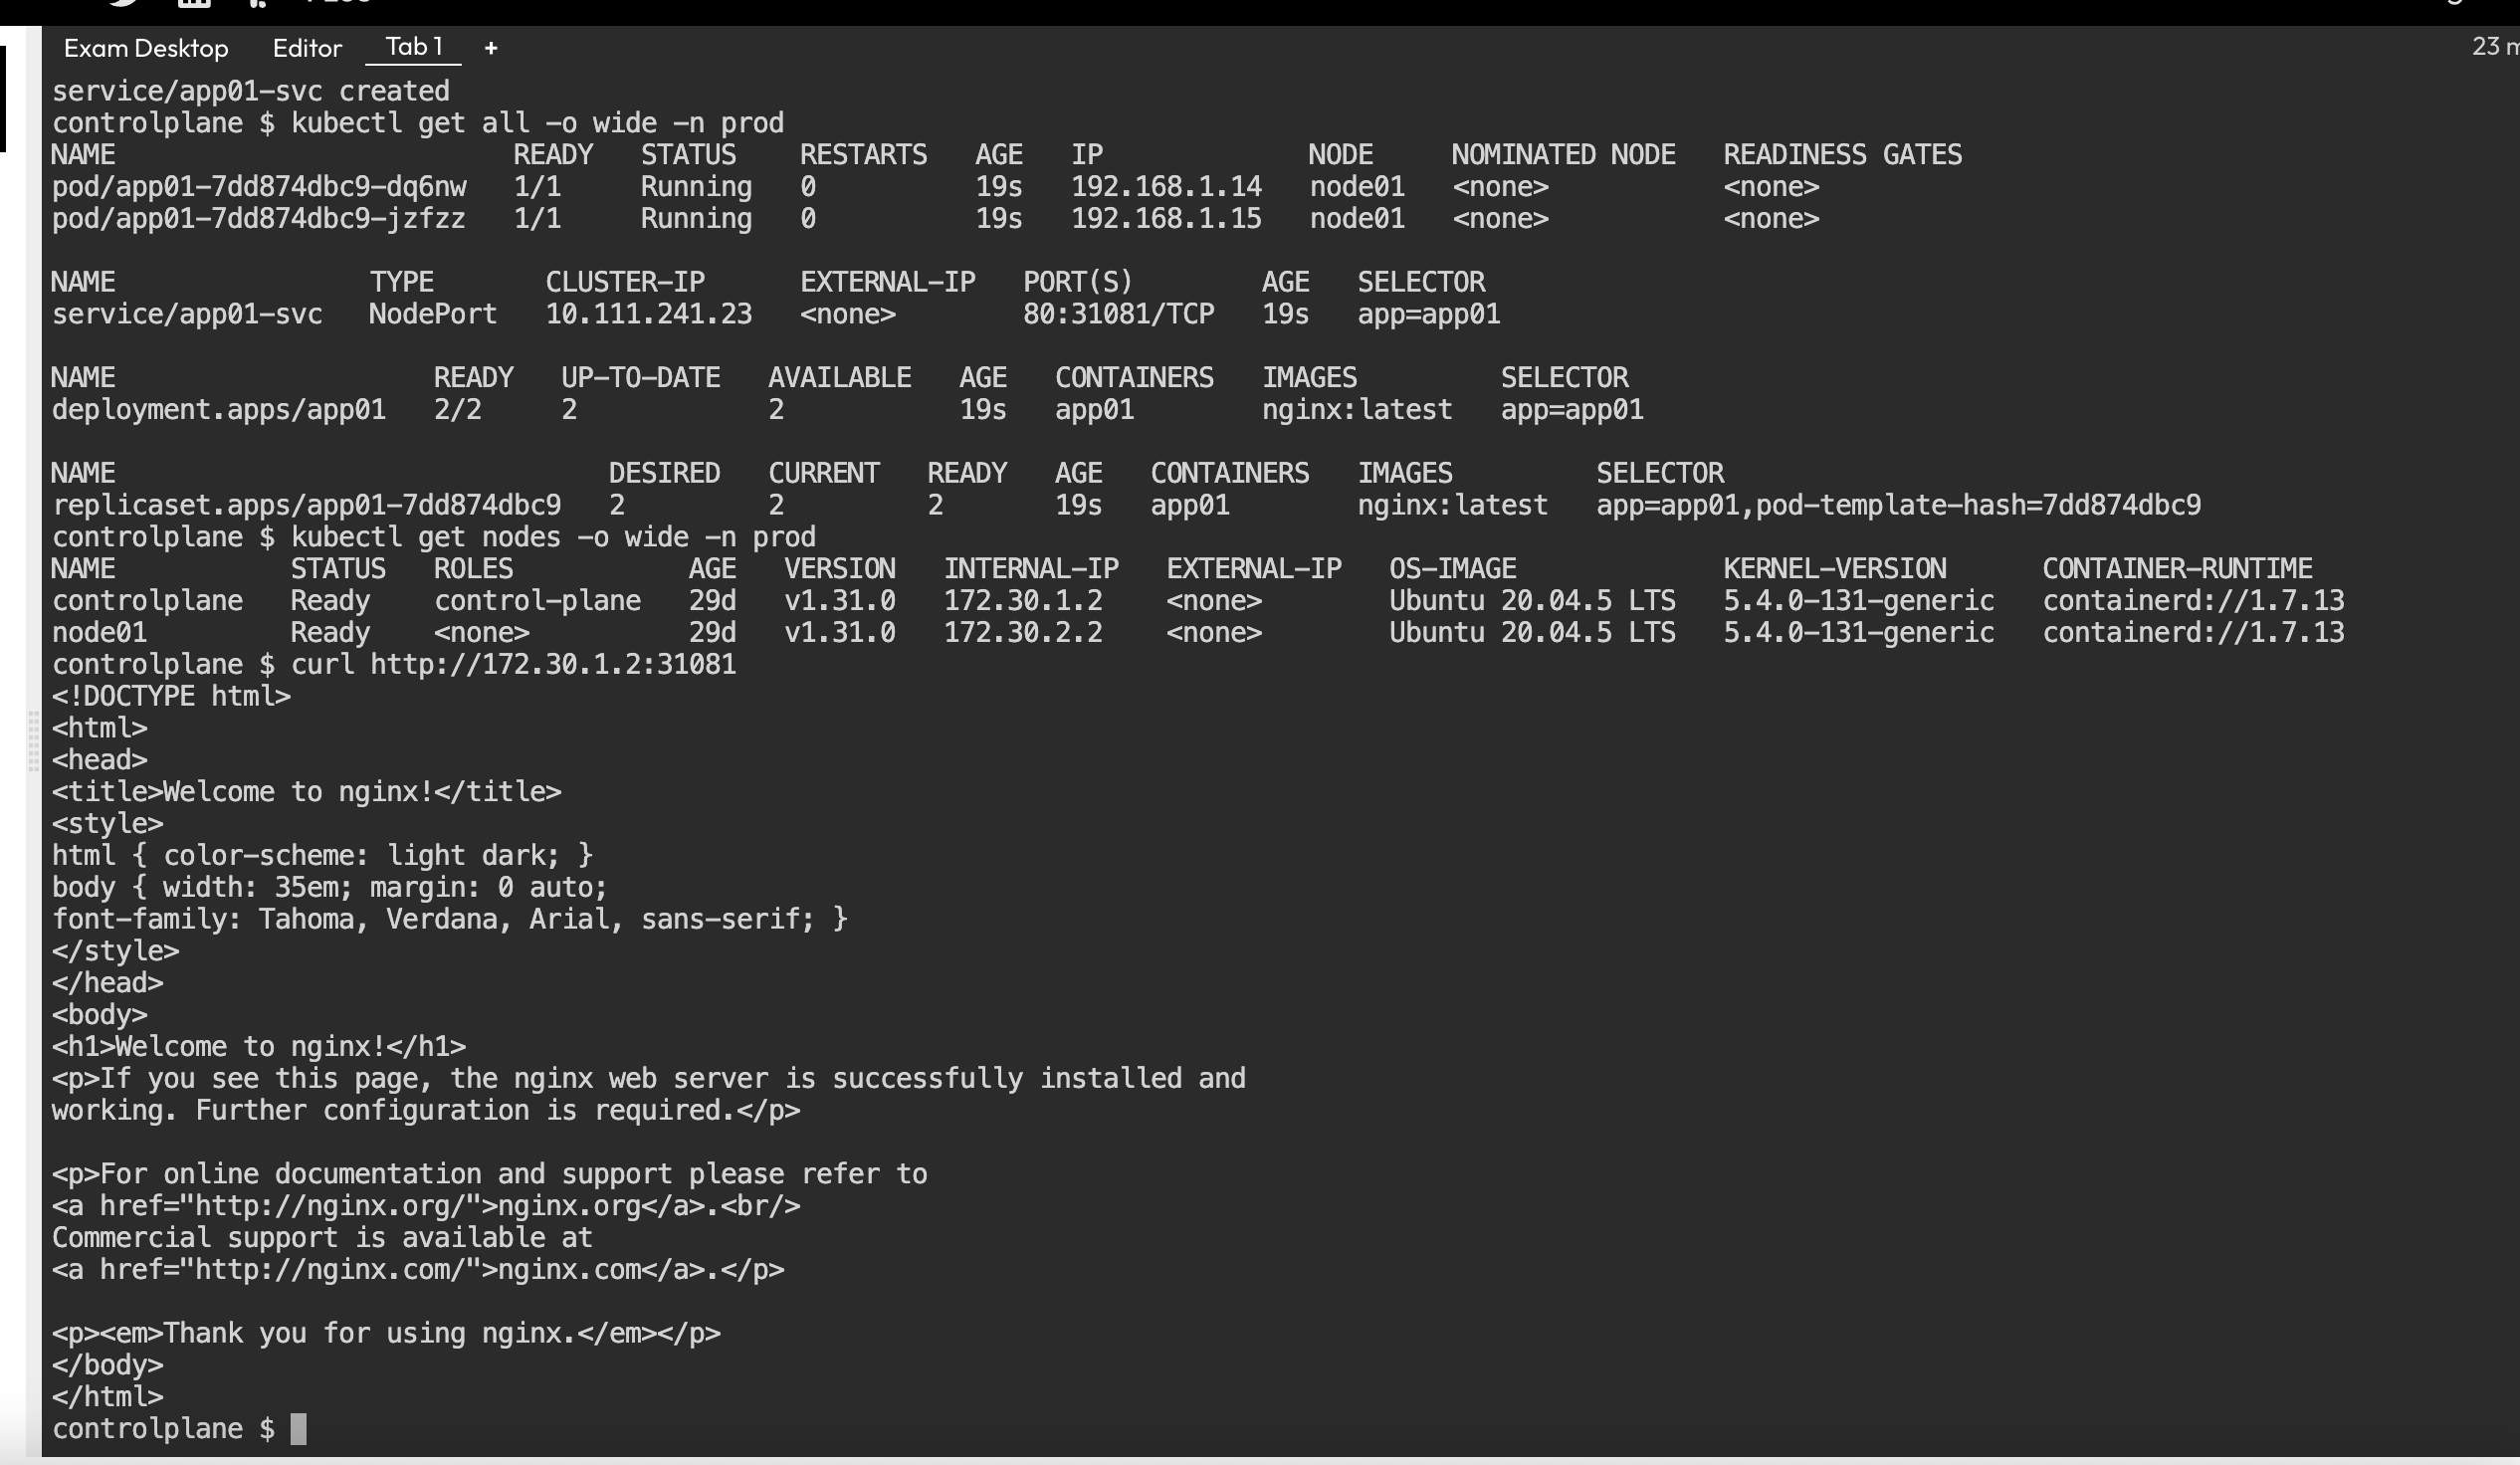 Exam Desktop Editor Tab 1 +
23 m
service/app01-svc created
controlplane $ kubectl get all -o wide -n prod
NAME READY STATUS RESTARTS AGE IP NODE NOMINATED NODE READINESS GATES
pod/app01-7dd874dbc9-dq6nw 1/1 Running 0 19s 192.168.1.14 node01 <none> <none>
pod/app01-7dd874dbc9-jzfzz 1/1 Running 0 19s 192.168.1.15 node01 <none> <none>
NAME TYPE CLUSTER-IP EXTERNAL-IP PORT(S) AGE SELECTOR
service/app01-svc NodePort 10.111.241.23 <none> 80:31081/TCP 19s app=app01
NAME READY UP-TO-DATE AVAILABLE AGE CONTAINERS IMAGES SELECTOR
deployment.apps/app01 2/2 2 2 19s app01 nginx:latest app=app01
NAME DESIRED CURRENT READY AGE CONTAINERS IMAGES SELECTOR
replicaset.apps/app01-7dd874dbc9 2 2 2 19s app01 nginx:latest app=app01,pod-template-hash=7dd874dbc9
controlplane $ kubectl get nodes -o wide -n prod
NAME STATUS ROLES AGE VERSION INTERNAL-IP EXTERNAL-IP OS-IMAGE KERNEL-VERSION CONTAINER-RUNTIME
controlplane Ready control-plane 29d v1.31.0 172.30.1.2 <none> Ubuntu 20.04.5 LTS 5.4.0-131-generic containerd://1.7.13
node01 Ready <none> 29d v1.31.0 172.30.2.2 <none> Ubuntu 20.04.5 LTS 5.4.0-131-generic containerd://1.7.13
controlplane $ curl http://172.30.1.2:31081
<!DOCTYPE html>
<html>
<head>
<title>Welcome to nginx!</title>
<style>
html { color-scheme: light dark; }
body { width: 35em; margin: 0 auto;
font-family: Tahoma, Verdana, Arial, sans-serif; }
</style>
</head>
<body>
<h1>Welcome to nginx!</h1>
<p>If you see this page, the nginx web server is successfully installed and
working. Further configuration is required.</p>
<p>For online documentation and support please refer to
<a href="http://nginx.org/">nginx.org</a>.<br/>
Commercial support is available at
<a href="http://nginx.com/">nginx.com</a>.</p>
<p><em>Thank you for using nginx.</em></p>
</body>
</html>
controlplane $